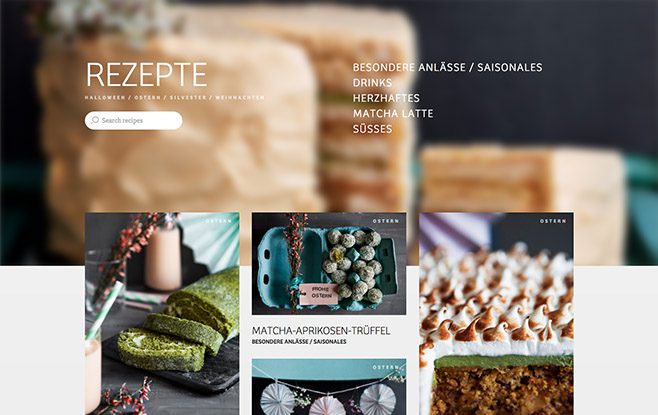 REZEPTE
HALLOWEEN / OSTERN / SILVESTER / WEIHNACHTEN
Search recipes
BESONDERE ANLÄSSE / SAISONALES
DRINKS
HERZHAFTES
MATCHA LATTE
SÜSSES
OSTERN
OSTERN
FROHE
OSTERN
MATCHA-APRIKOSEN-TRÜFFEL
BESONDERE ANLÄSSE / SAISONALES
OSTERN
OSTERN